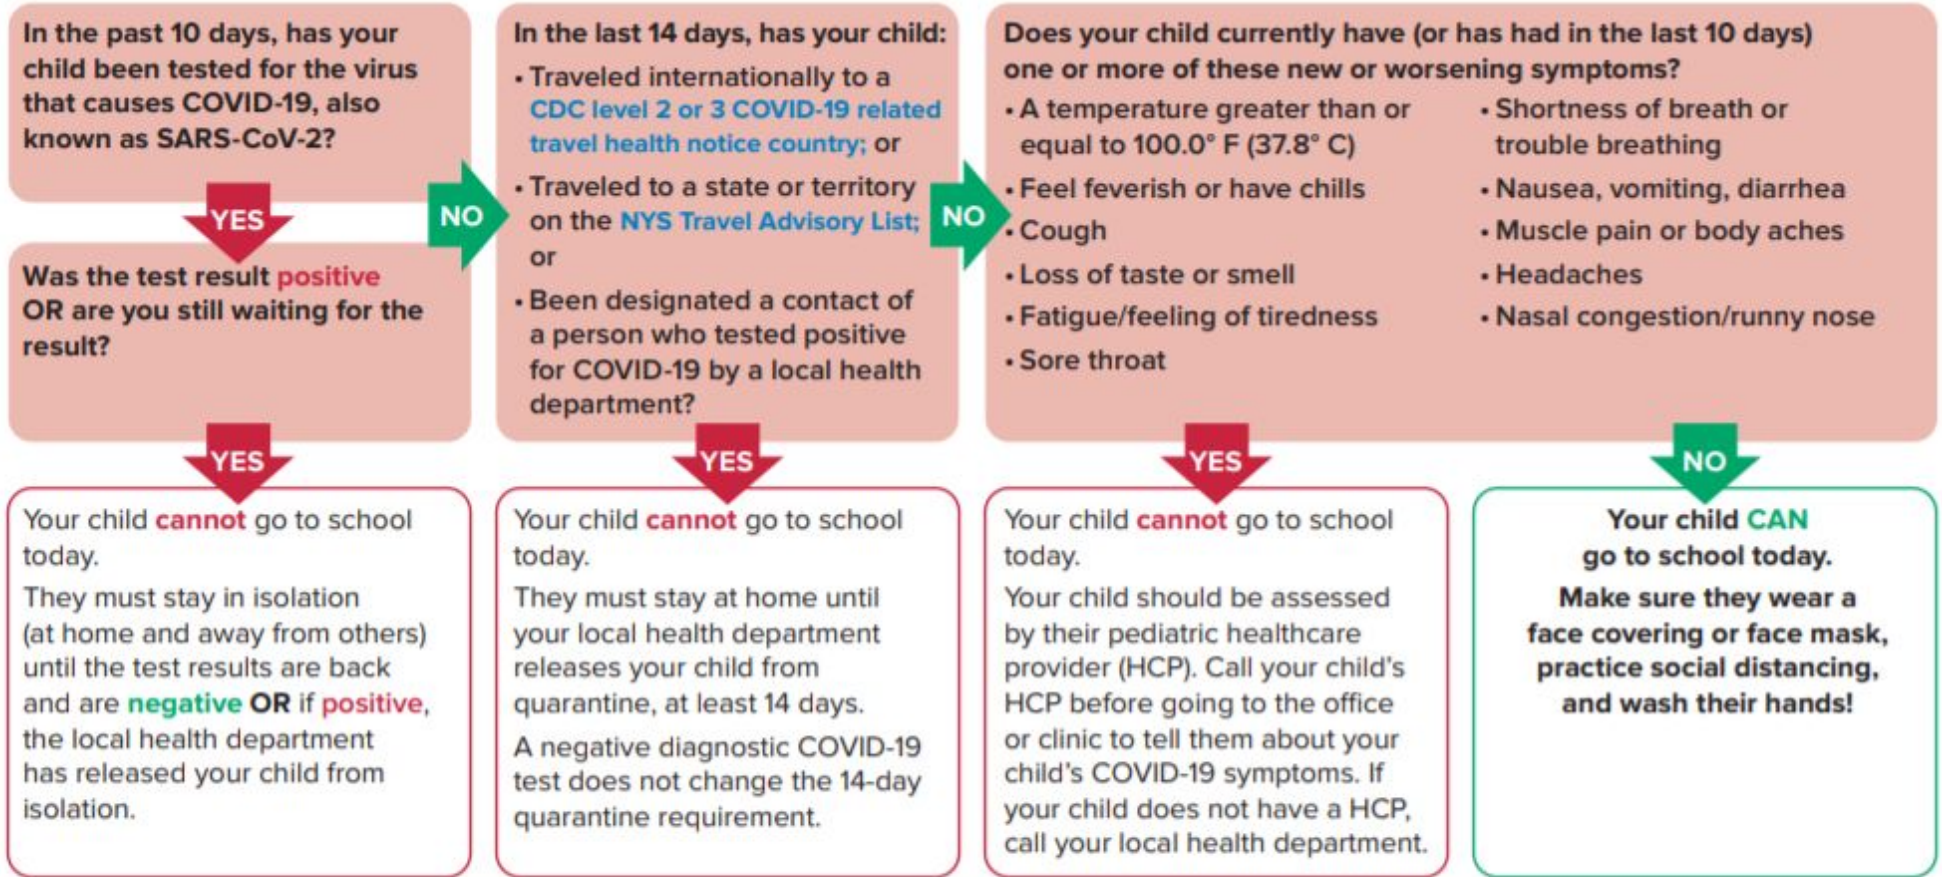 In the past 10 days, has your
child been tested for the virus
that causes COVID-19, also
known as SARS-CoV-2?
YES
NO
Was the test result positive
OR are you still waiting for the
result?
YES
Your child cannot go to school
today.
They must stay in isolation
(at home and away from others)
until the test results are back
and are negative OR if positive,
the local health department
has released your child from
isolation.
In the last 14 days, has your child:
• Traveled internationally to a
CDC level 2 or 3 COVID-19 related
travel health notice country; or
• Traveled to a state or territory
on the NYS Travel Advisory List;
or
• Been designated a contact of
a person who tested positive
for COVID-19 by a local health
department?
NO
YES
Your child cannot go to school
today.
They must stay at home until
your local health department
releases your child from
quarantine, at least 14 days.
A negative diagnostic COVID-19
test does not change the 14-day
quarantine requirement.
Does your child currently have (or has had in the last 10 days)
one or more of these new or worsening symptoms?
• A temperature greater than or
equal to 100.0° F (37.8° C)
• Feel feverish or have chills
• Cough
• Loss of taste or smell
• Fatigue/feeling of tiredness
• Sore throat
• Shortness of breath or
trouble breathing
• Nausea, vomiting, diarrhea
• Muscle pain or body aches
• Headaches
• Nasal congestion/runny nose
YES
Your child cannot go to school
today.
Your child should be assessed
by their pediatric healthcare
provider (HCP). Call your child's
HCP before going to the office
or clinic to tell them about your
child's COVID-19 symptoms. If
your child does not have a HCP,
call your local health department.
NO
Your child CAN
go to school today.
Make sure they wear a
face covering or face mask,
practice social distancing,
and wash their hands!